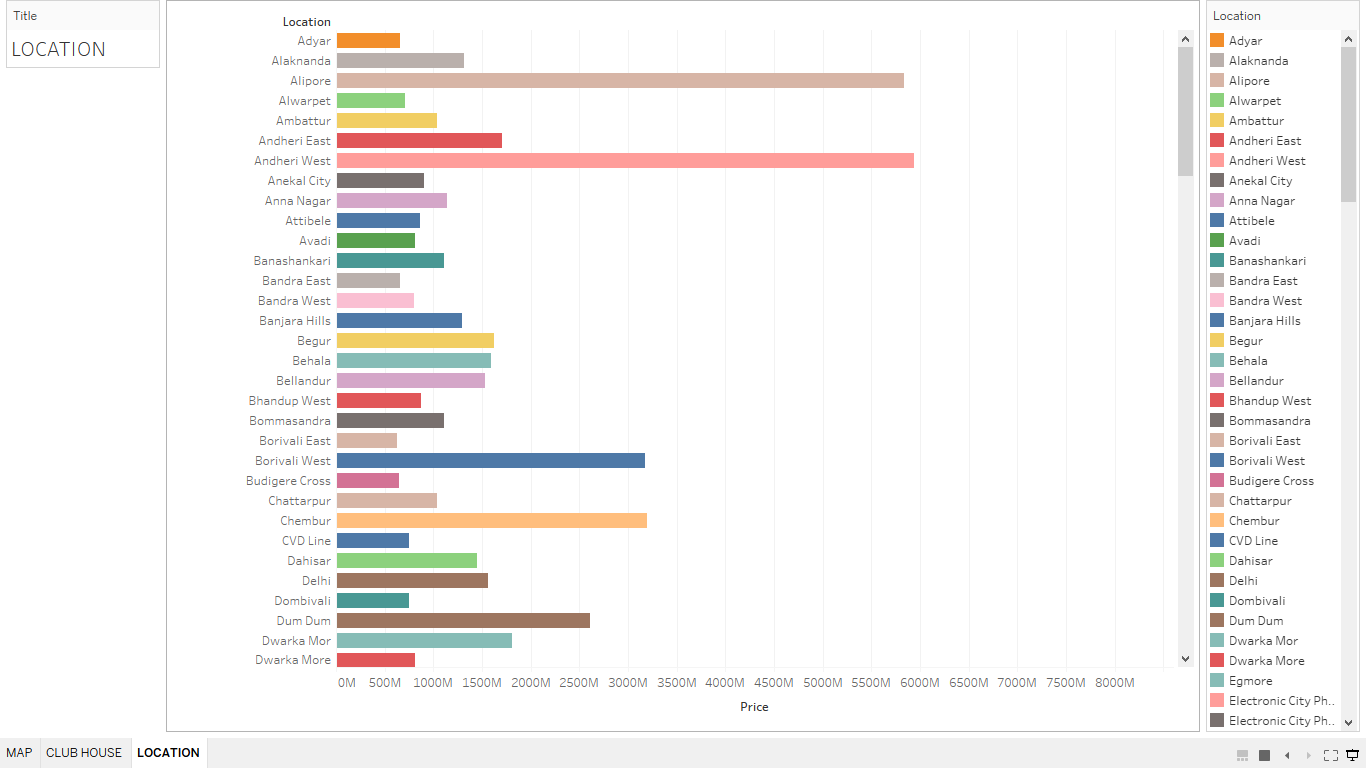 Title
LOCATION
Location
Adyar
Alaknanda
Alipore
Alwarpet
Ambattur
Andheri East
Andheri West
Anekal City
Anna Nagar
Attibele
Avadi
Banashankari
Bandra East
Bandra West
Banjara Hills
Begur
Behala
Bellandur
Bhandup West
Bommasandra
Borivali East
Borivali West
Budigere Cross
Chattarpur
Chembur
CVD Line
Dahisar
Delhi
Dombivali
Dum Dum
Dwarka Mor
Dwarka More
0M 500M 1000M 1500M 2000M 2500M 3000M 3500M 4000M 4500M 5000M 5500M 6000M 6500M 7000M 7500M 8000M
Price
Location
Adyar
Alaknanda
Alipore
Alwarpet
Ambattur
Andheri East
Andheri West
Anekal City
Anna Nagar
Attibele
Avadi
Banashankari
Bandra East
Bandra West
Banjara Hills
Begur
Behala
Bellandur
Bhandup West
Bommasandra
Borivali East
Borivali West
Budigere Cross
Chattarpur
Chembur
CVD Line
Dahisar
Delhi
Dombivali
Dum Dum
Dwarka Mor
Dwarka More
Egmore
Electronic City Ph..
Electronic City Ph..
MAP CLUB HOUSE LOCATION